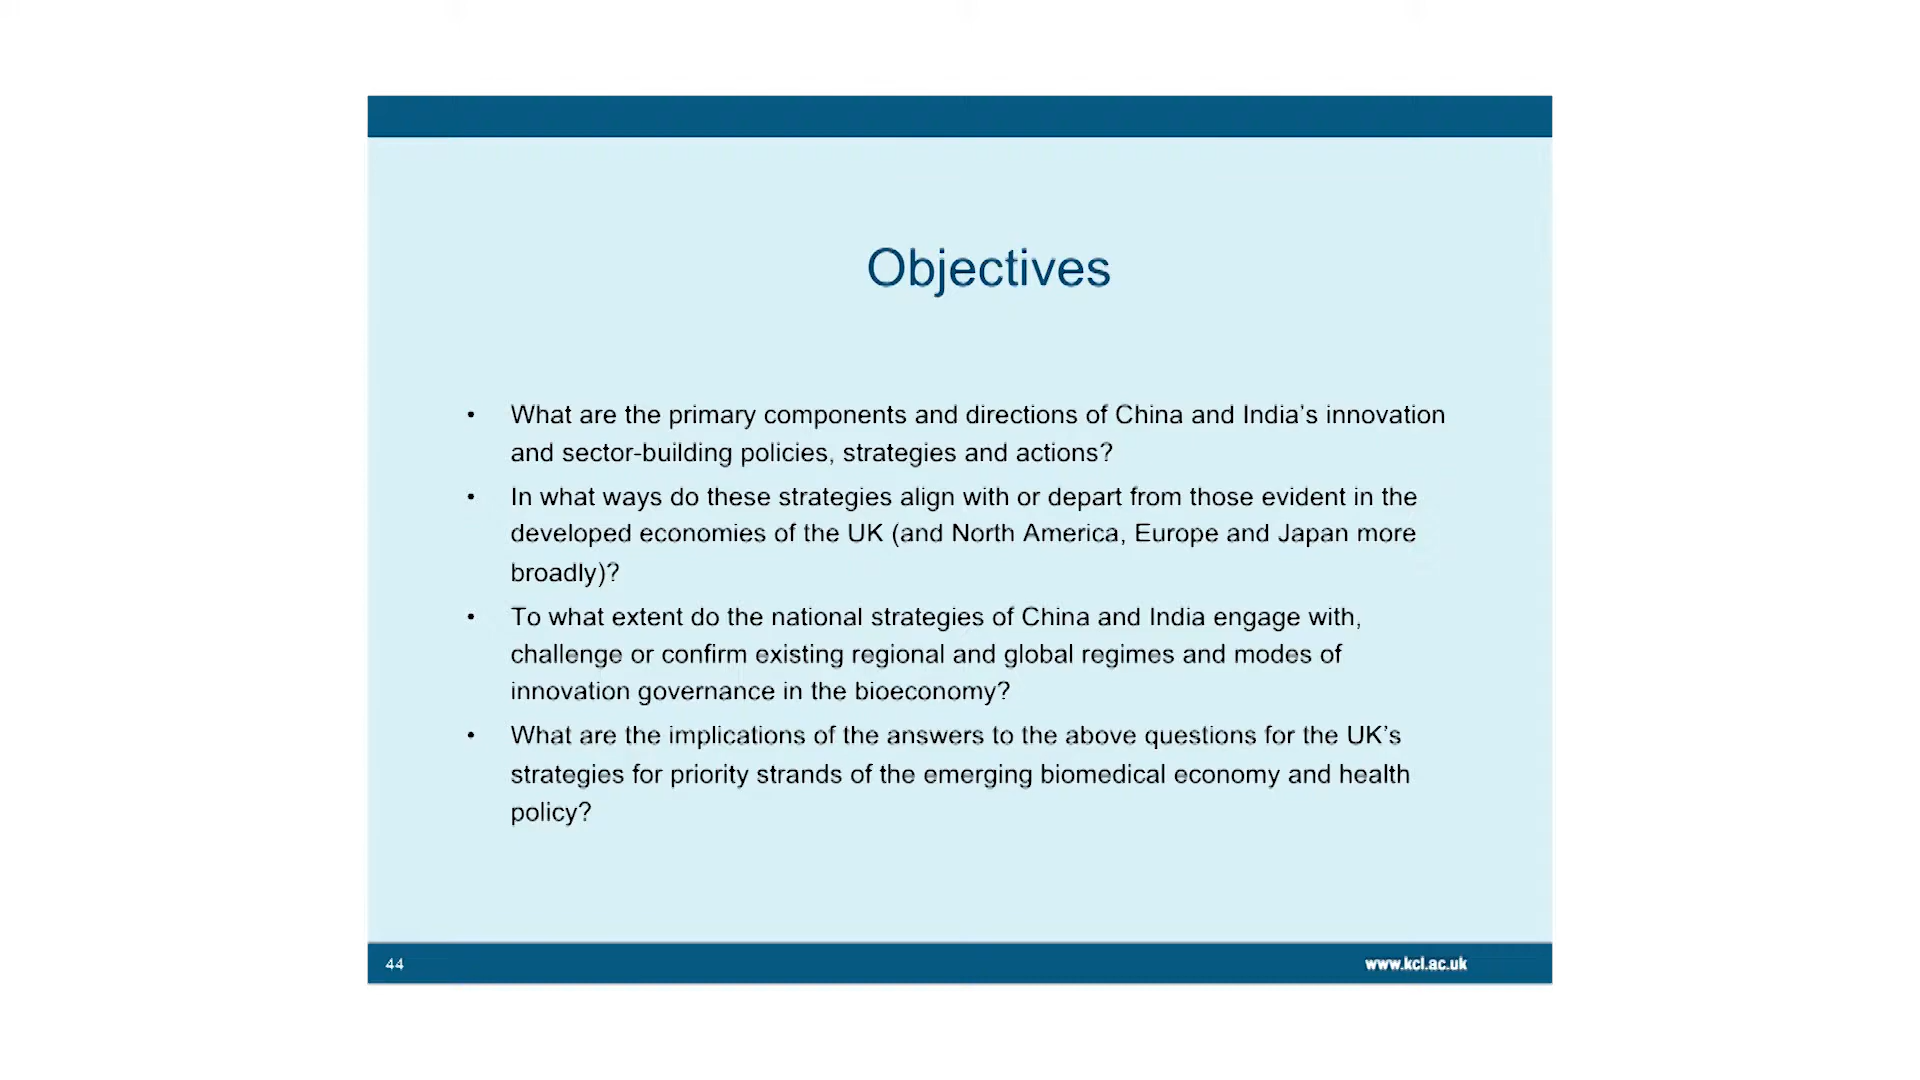 Objectives
• What are the primary components and directions of China and India’s innovation
and sector-building policies, strategies and actions?
• In what ways do these strategies align with or depart from those evident in the
developed economies of the UK (and North America, Europe and Japan more
broadly)?
• To what extent do the national strategies of China and India engage with,
challenge or confirm existing regional and global regimes and modes of
innovation governance in the bioeconomy?
• What are the implications of the answers to the above questions for the UK’s
strategies for priority strands of the emerging biomedical economy and health
policy?
44
www.kcl.ac.uk